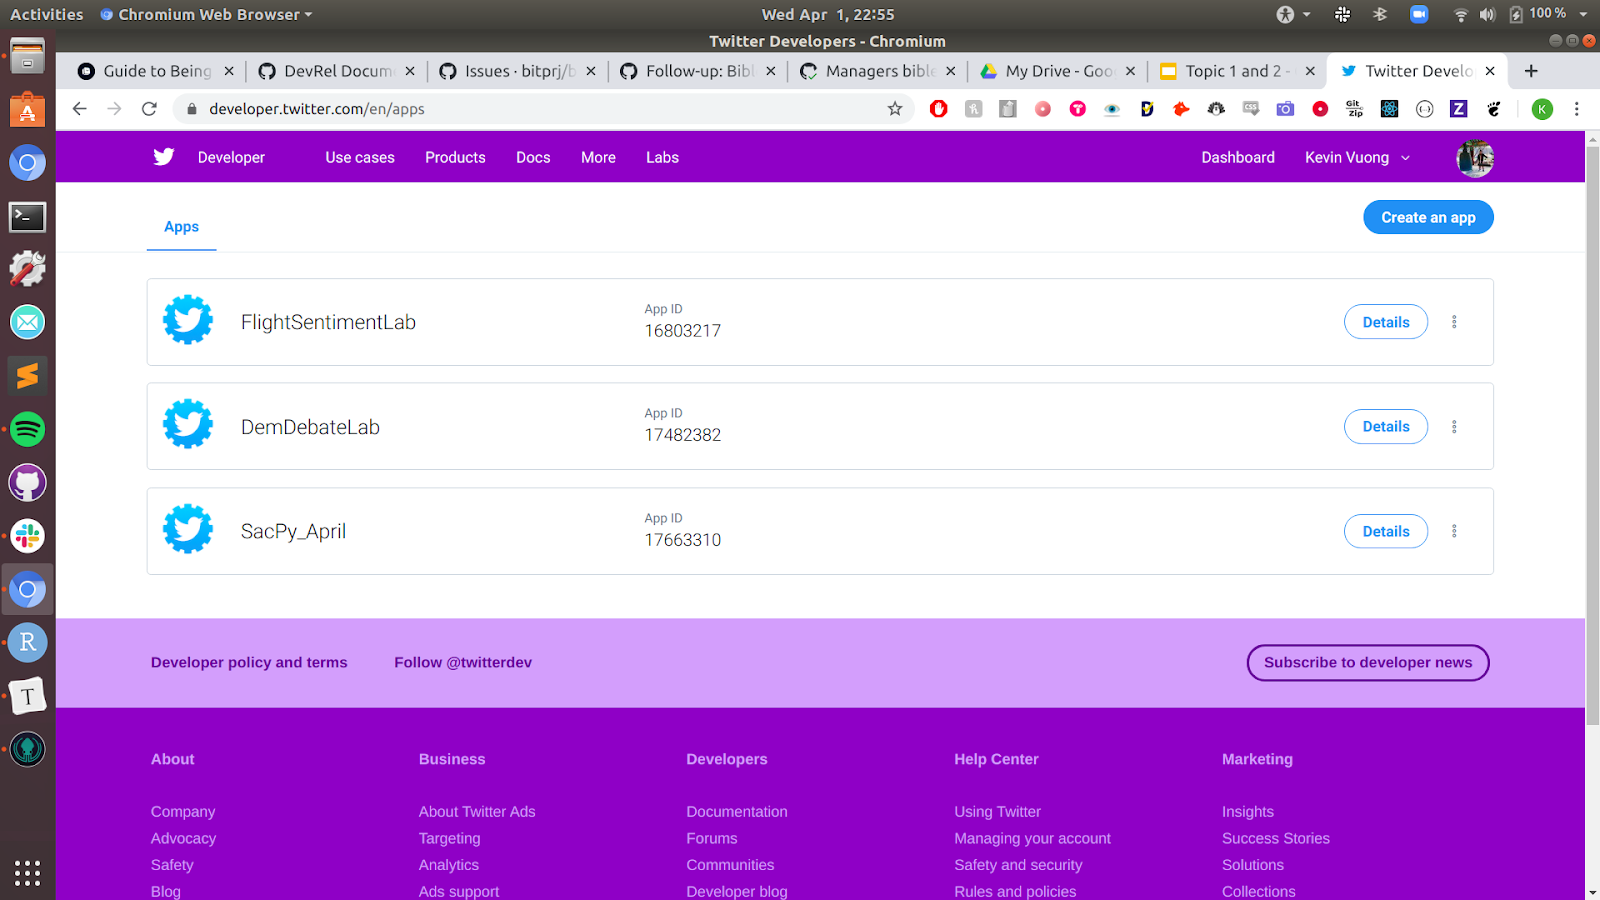 Activities Chromium Web Browser Wed Apr 1, 22:55 100 %
Twitter Developers - Chromium
Guide to Being DevRel Docum Issues · bitprj/b Follow-up: Bibl Managers bible My Drive - Goo Topic 1 and 2 - Twitter Develo
developer.twitter.com/en/apps
Developer Use cases Products Docs More Labs Dashboard Kevin Vuong
Apps Create an app
FlightSentimentLab
App ID
16803217
Details
DemDebateLab
App ID
17482382
Details
SacPy_April
App ID
17663310
Details
Developer policy and terms Follow @twitterdev Subscribe to developer news
About Business Developers Help Center Marketing
Company About Twitter Ads Documentation Using Twitter Insights
Advocacy Targeting Forums Managing your account Success Stories
Safety Analytics Communities Safety and security Solutions
Blog Ads support Developer blog Rules and policies Collections